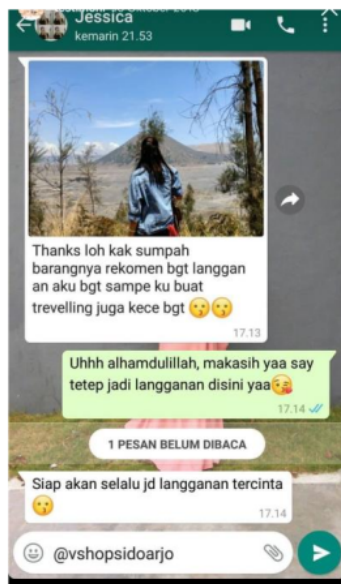 Jessica
kemarin 21.53
Thanks loh kak sumpah
barangnya rekomen bgt langgan
an aku bgt sampe ku buat
trevelling juga kece bgt
17.13
Uhhh alhamdulillah, makasih yaa say
tetep jadi langganan disini yaa
17.14
1 PESAN BELUM DIBACA
Siap akan selalu jd langganan tercinta
17.14
@vshopsidoarjo